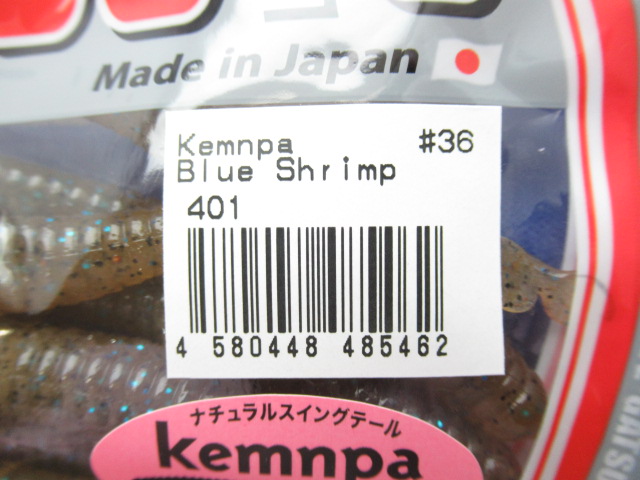 Made in Japan
Kemnpa #36
Blue Shrimp
401
4 580448 485462
ナチュラルスイングテール
kemnpa